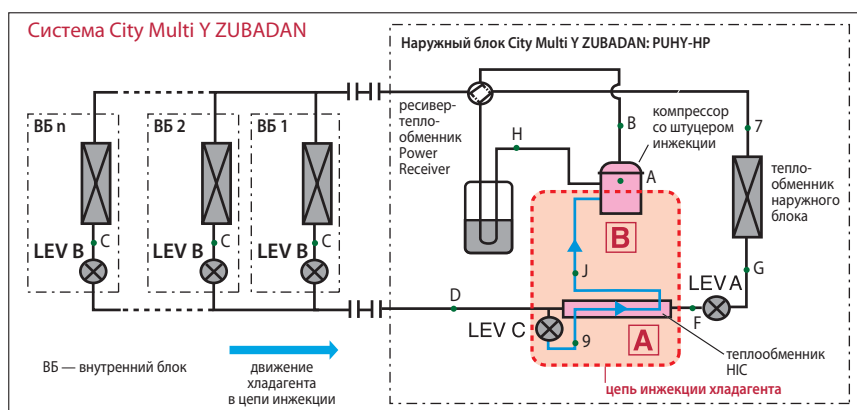 Система City Multi Y ZUBADAN
Наружный блок City Multi Y ZUBADAN: PUHY-HP
ресивер-
тепло-
обменник
Power
Receiver
компрессор
со штуцером
инжекции
B
7
H
A
ВБ n
ВБ 2
ВБ 1
тепло-
обменник
наружного
блока
B
LEV B
C
LEV B
C
LEV B
C
J
G
LEV A
D
F
LEV C
9
A
теплообменник
HIC
ВБ — внутренний блок
движение
хладагента
в цепи инжекции
цепь инжекции хладагента